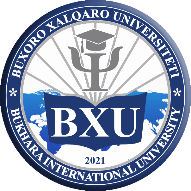 BUXORO XALQARO UNIVERSITETI
BXU
2021
BUKHARA INTERNATIONAL UNIVERSITY